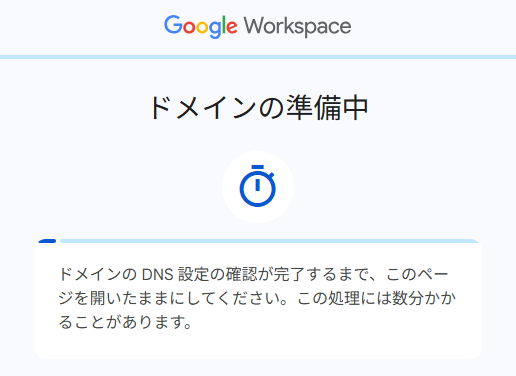 Google Workspace
ドメインの準備中
ドメインの DNS 設定の確認が完了するまで、このペー
ジを開いたままにしてください。この処理には数分かか
ることがあります。